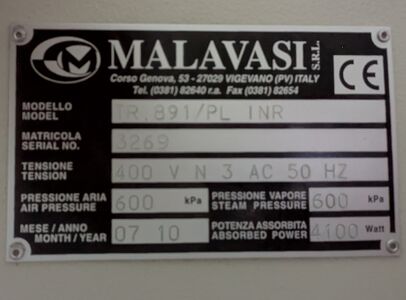 MALAVASI S.R.L.
Corso Genova, 53 - 27029 VIGEVANO (PV) ITALY
Tel. (0381) 82640 r.a. Fax (0381) 82654
CE
MODELLO
MODEL
TR.891/PL INR
MATRICOLA
SERIAL NO.
3269
TENSIONE
TENSION
400 V N 3 AC 50 HZ
PRESSIONE ARIA
AIR PRESSURE
600 kPa
PRESSIONE VAPORE
STEAM PRESSURE
600 kPa
MESE / ANNO
MONTH / YEAR
07 10
POTENZA ASSORBITA
ABSORBED POWER
4100 Watt